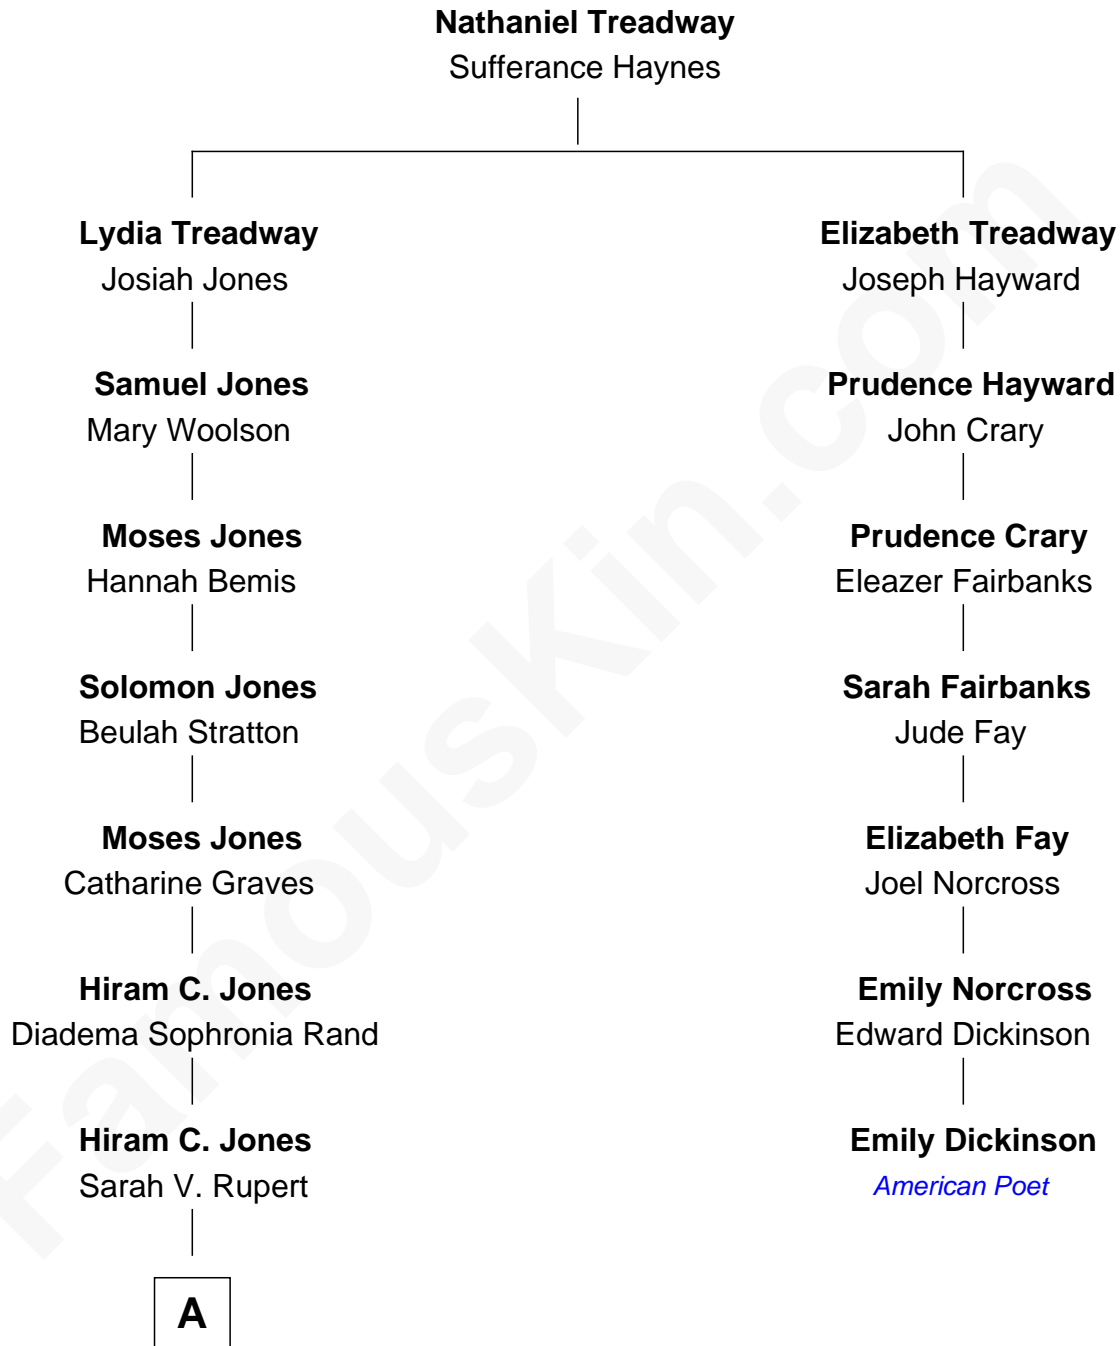 Nathaniel Treadway
Sufferance Haynes
Lydia Treadway
Josiah Jones
Samuel Jones
Mary Woolson
Moses Jones
Hannah Bemis
Solomon Jones
Beulah Stratton
Moses Jones
Catharine Graves
Hiram C. Jones
Diadema Sophronia Rand
Hiram C. Jones
Sarah V. Rupert
A
Elizabeth Treadway
Joseph Hayward
Prudence Hayward
John Crary
Prudence Crary
Eleazer Fairbanks
Sarah Fairbanks
Jude Fay
Elizabeth Fay
Joel Norcross
Emily Norcross
Edward Dickinson
Emily Dickinson
American Poet
FamousKin.com